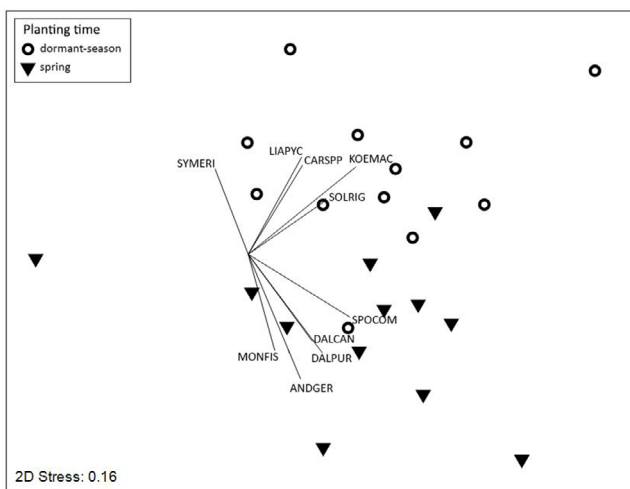 Planting time
dormant-season
spring
LIAPYC
CARSPP
KOEMAC
SYMERI
SOLRIG
SPOCOM
DALCAN
DALPUR
MONFIS
ANDGER
2D Stress: 0.16